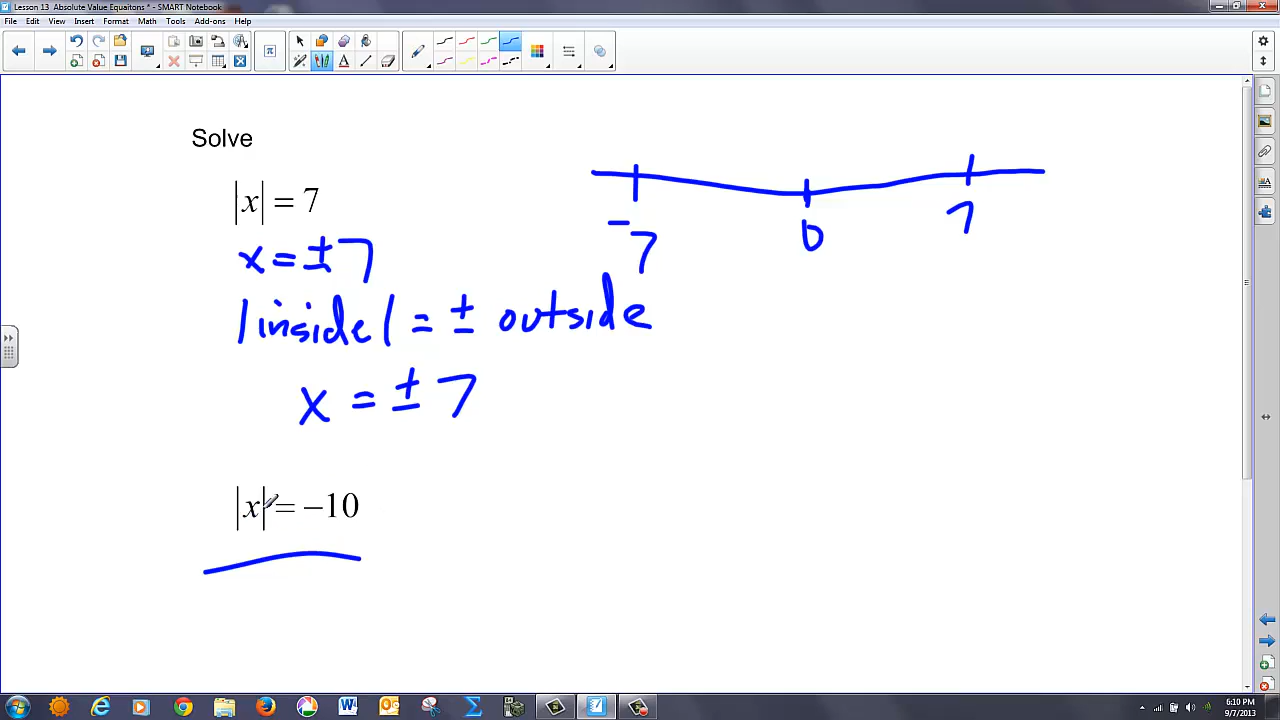 Lesson 13 Absolute Value Equaitons * - SMART Notebook
File Edit View Insert Format Math Tools Add-ons Help
Solve
|x| = 7
x = ±7
|inside| = ± outside
x = ± 7
-7 0 7
|x| = −10
6:10 PM
9/7/2013